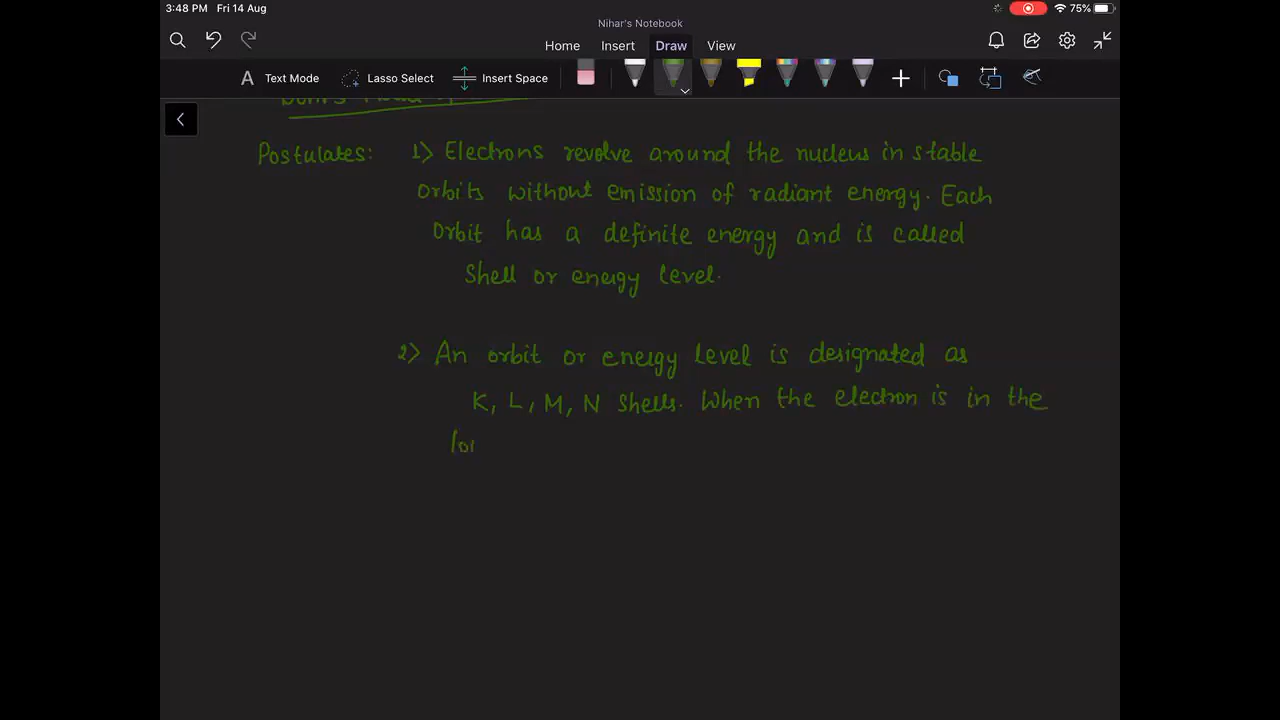 3:48 PM Fri 14 Aug
75%
Nihar's Notebook
Home Insert Draw View
A Text Mode Lasso Select Insert Space
Postulates: 1> Electrons revolve around the nucleus in stable
orbits without emission of radiant energy. Each
orbit has a definite energy and is called
shell or energy level.
2> An orbit or energy level is designated as
K, L, M, N shells. When the electron is in the